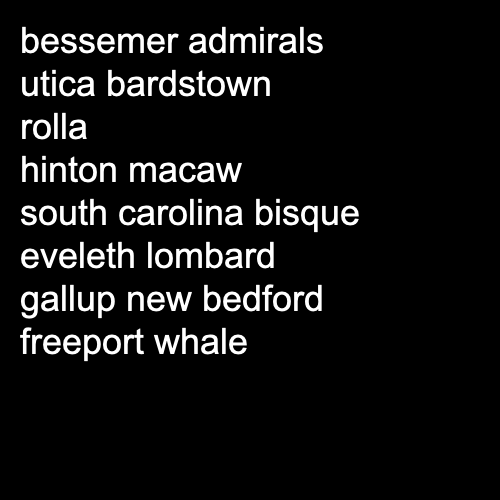 bessemer admirals
utica bardstown
rolla
hinton macaw
south carolina bisque
eveleth lombard
gallup new bedford
freeport whale